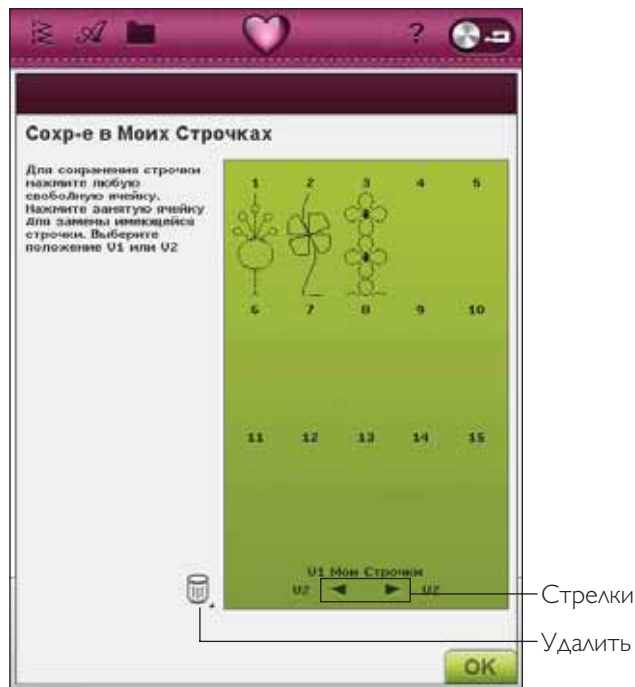 ?
Сохр-е в Моих Строчках
Для сохранения строчки
нажмите любую
свободную ячейку.
Нажмите занятую ячейку
для замены имеющейся
строчки. Выберите
положение U1 или U2
1 2 3 4 5
6 7 8 9 10
11 12 13 14 15
U1 Мои Строчки
U2 U2
Стрелки
Удалить
OK